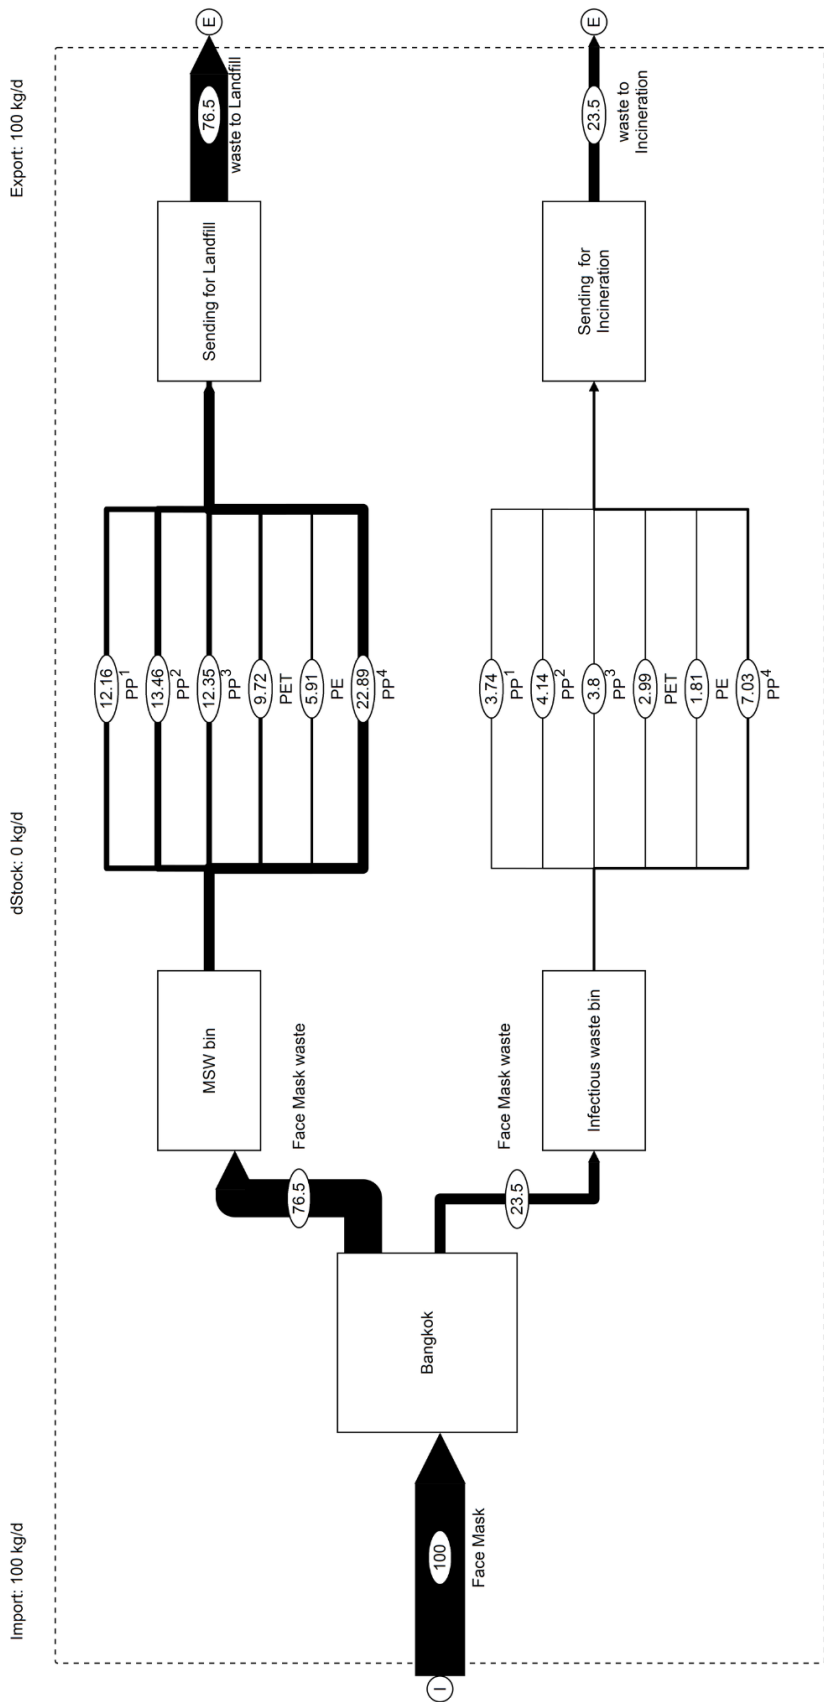 Import: 100 kg/d
dStock: 0 kg/d
Export: 100 kg/d
I
100
Face Mask
Bangkok
76.5
Face Mask waste
MSW bin
12.16
PP1
13.46
PP2
12.35
PP3
9.72
PET
5.91
PE
22.89
PP4
Sending for Landfill
76.5
waste to Landfill
E
23.5
Face Mask waste
Infectious waste bin
3.74
PP1
4.14
PP2
3.8
PP3
2.99
PET
1.81
PE
7.03
PP4
Sending for
Incineration
23.5
waste to
Incineration
E